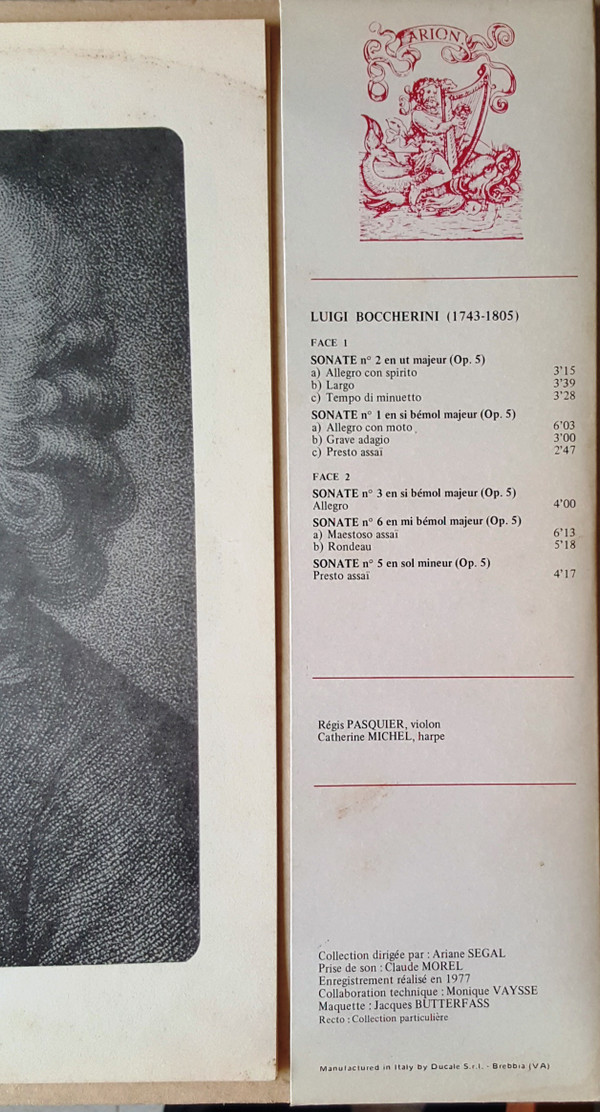 ARION
LUIGI BOCCHERINI (1743-1805)
FACE 1
SONATE n° 2 en ut majeur (Op. 5)
a) Allegro con spirito 3'15
b) Largo 3'39
c) Tempo di minuetto 3'28
SONATE n° 1 en si bémol majeur (Op. 5)
a) Allegro con moto 6'03
b) Grave adagio 3'00
c) Presto assaï 2'47
FACE 2
SONATE n° 3 en si bémol majeur (Op. 5)
Allegro 4'00
SONATE n° 6 en mi bémol majeur (Op. 5)
a) Maestoso assaï 6'13
b) Rondeau 5'18
SONATE n° 5 en sol mineur (Op. 5)
Presto assaï 4'17
Régis PASQUIER, violon
Catherine MICHEL, harpe
Collection dirigée par : Ariane SEGAL
Prise de son : Claude MOREL
Enregistrement réalisé en 1977
Collaboration technique : Monique VAYSSE
Maquette : Jacques BUTTERFASS
Recto : Collection particulière
Manufactured in Italy by Ducale S.r.l. - Brebbia (VA)